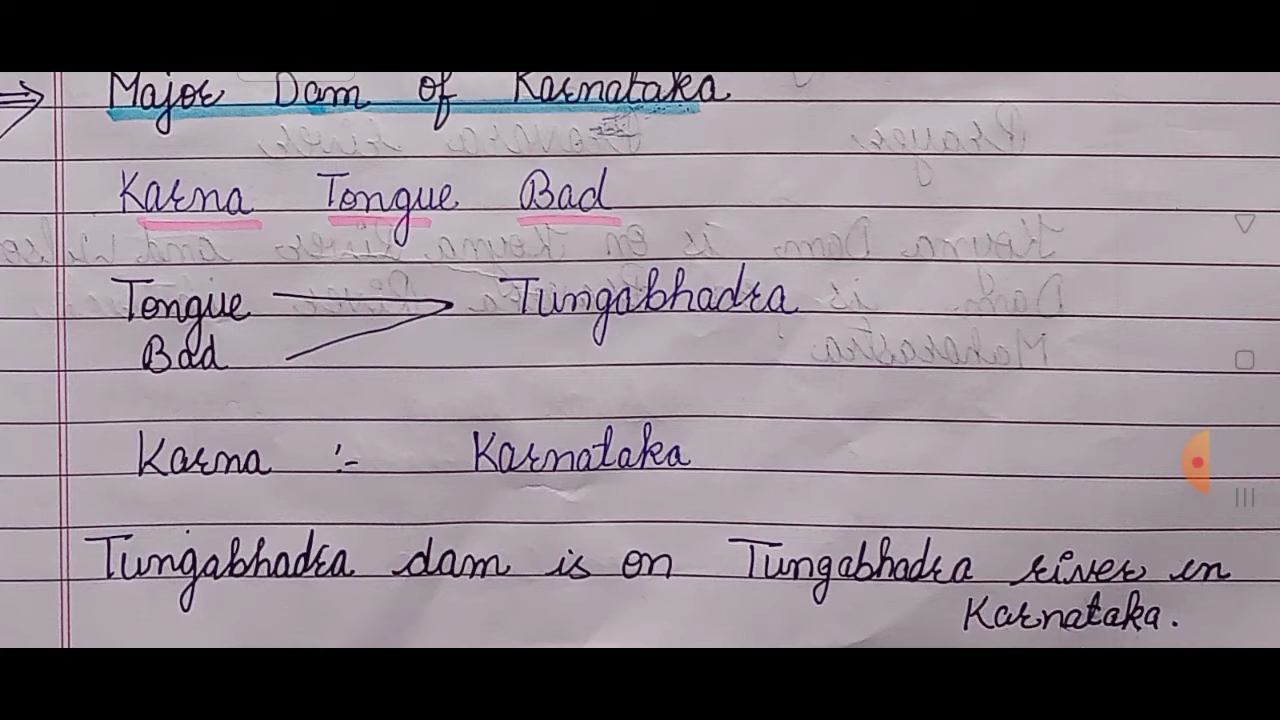 Major Dam of Karnataka
Karna Tongue Bad
Tongue Tungabhadra
Bad
Karna :- Karnataka
Tungabhadra dam is on Tungabhadra river in
Karnataka.